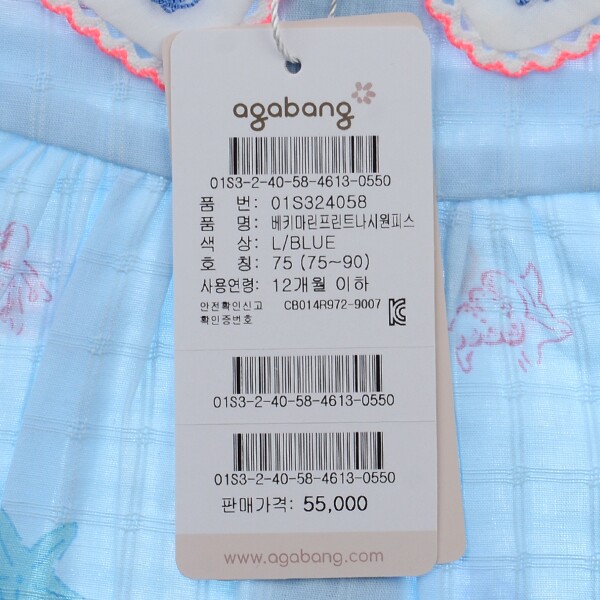 agabang
01S3-2-40-58-4613-0550
품 번: 01S324058
품 명: 베키마린프린트나시원피스
색 상: L/BLUE
호 칭: 75 (75~90)
사용연령: 12개월 이하
안전확인신고 CB014R972-9007
확인증번호
01S3-2-40-58-4613-0550
01S3-2-40-58-4613-0550
판매가격: 55,000
www.agabang.com